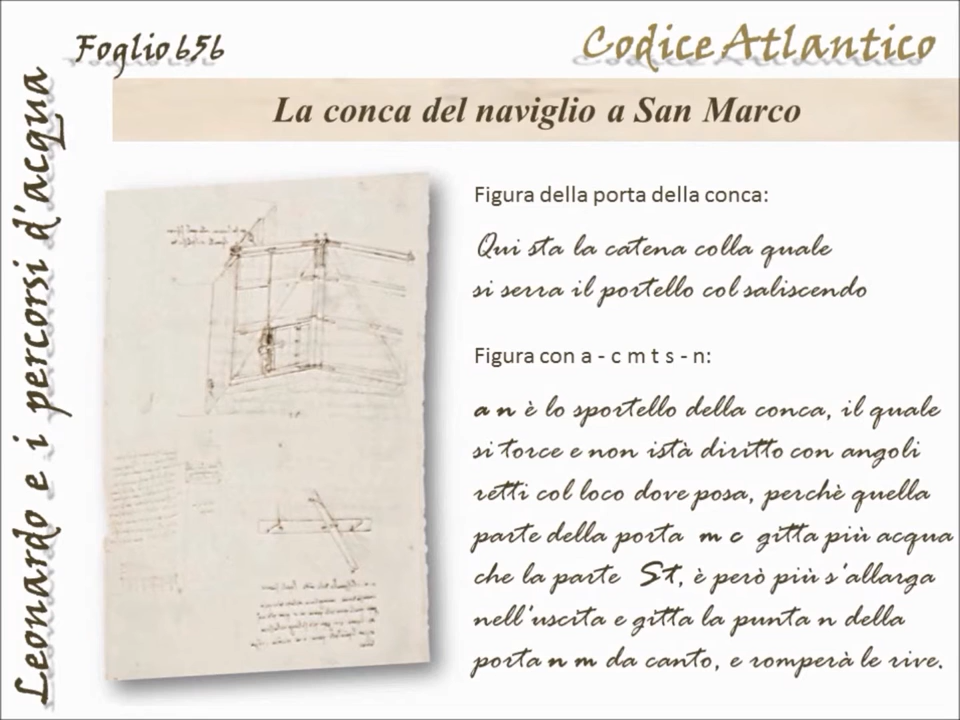 Foglio 656
Codice Atlantico
Leonardo e i percorsi d'acqua
La conca del naviglio a San Marco
Figura della porta della conca:
Qui sta la catena colla quale
si serra il portello col saliscendo
Figura con a - c m t s - n:
a n è lo sportello della conca, il quale
si torce e non istà diritto con angoli
retti col loco dove posa, perchè quella
parte della porta m c gitta più acqua
che la parte St, è però più s'allarga
nell'uscita e gitta la punta n della
porta n m da canto, e romperà le rive.